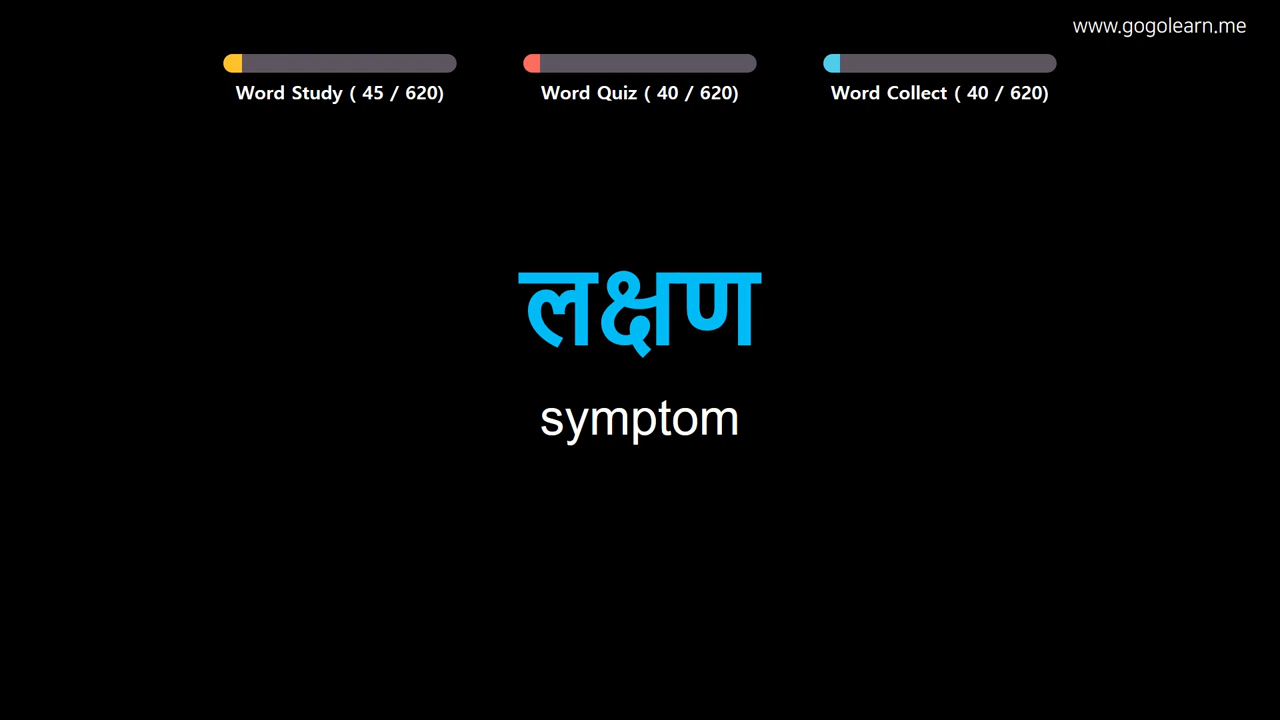 www.gogolearn.me
Word Study ( 45 / 620)
Word Quiz ( 40 / 620)
Word Collect ( 40 / 620)
लक्षण
symptom